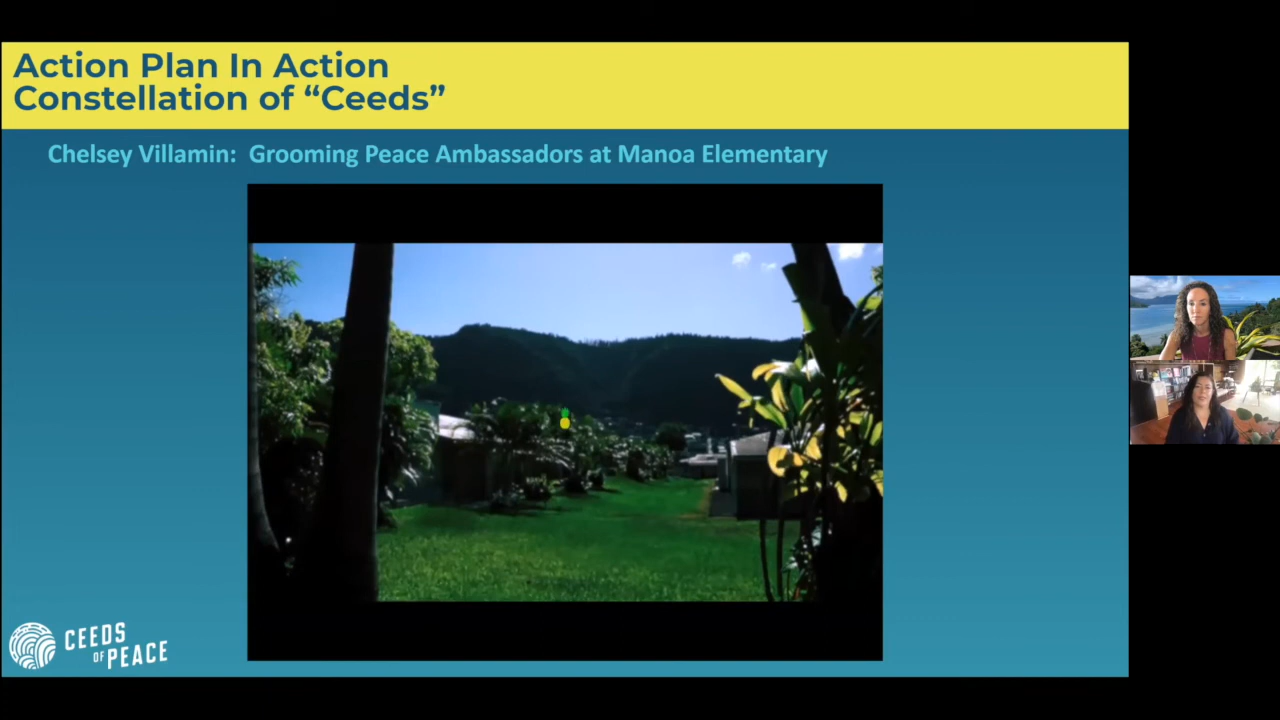 Action Plan In Action
Constellation of “Ceeds”
Chelsey Villamin: Grooming Peace Ambassadors at Manoa Elementary
CEEDS
OF PEACE